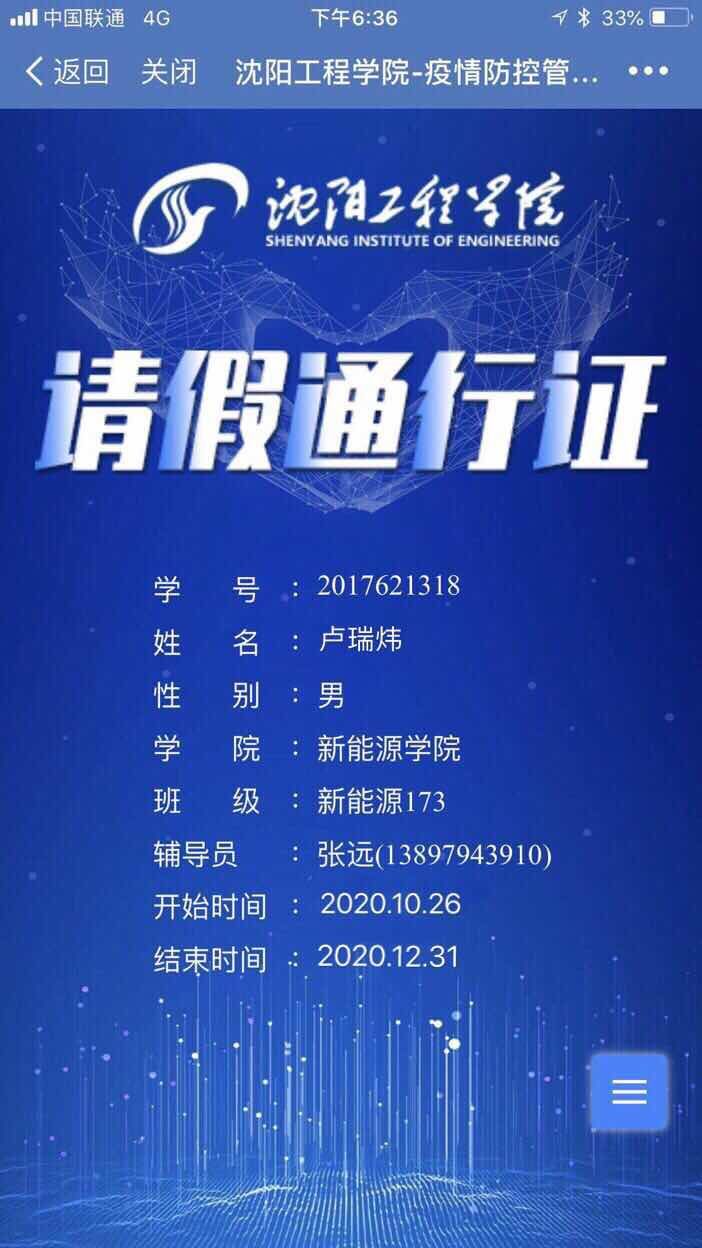 中国联通 4G 下午6:36 33%
返回 关闭 沈阳工程学院-疫情防控管...
沈阳工程学院
SHENYANG INSTITUTE OF ENGINEERING
请假通行证
学号：2017621318
姓名：卢瑞炜
性别：男
学院：新能源学院
班级：新能源173
辅导员：张远(13897943910)
开始时间：2020.10.26
结束时间：2020.12.31